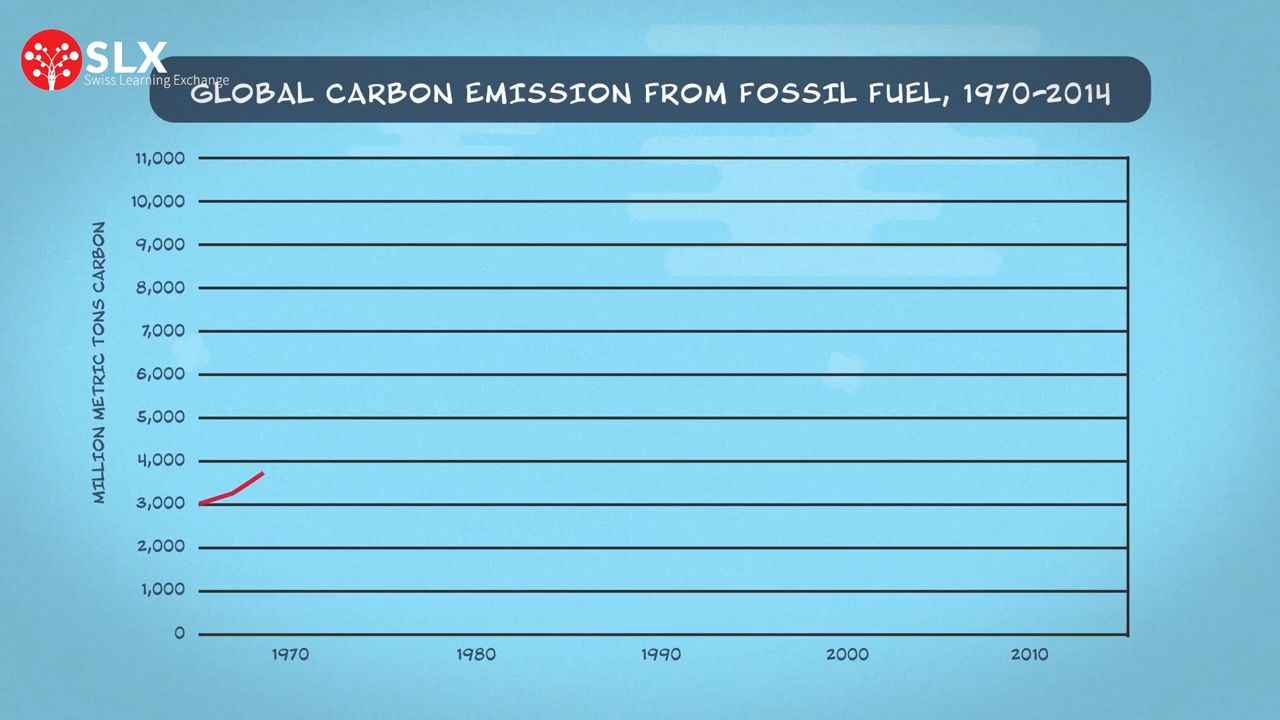 SLX
Swiss Learning Exchange
GLOBAL CARBON EMISSION FROM FOSSIL FUEL, 1970-2014
MILLION METRIC TONS CARBON
11,000
10,000
9,000
8,000
7,000
6,000
5,000
4,000
3,000
2,000
1,000
0
1970 1980 1990 2000 2010